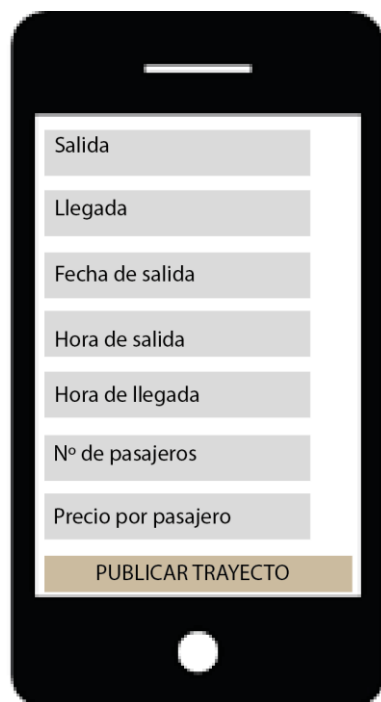 Salida
Llegada
Fecha de salida
Hora de salida
Hora de llegada
Nº de pasajeros
Precio por pasajero
PUBLICAR TRAYECTO